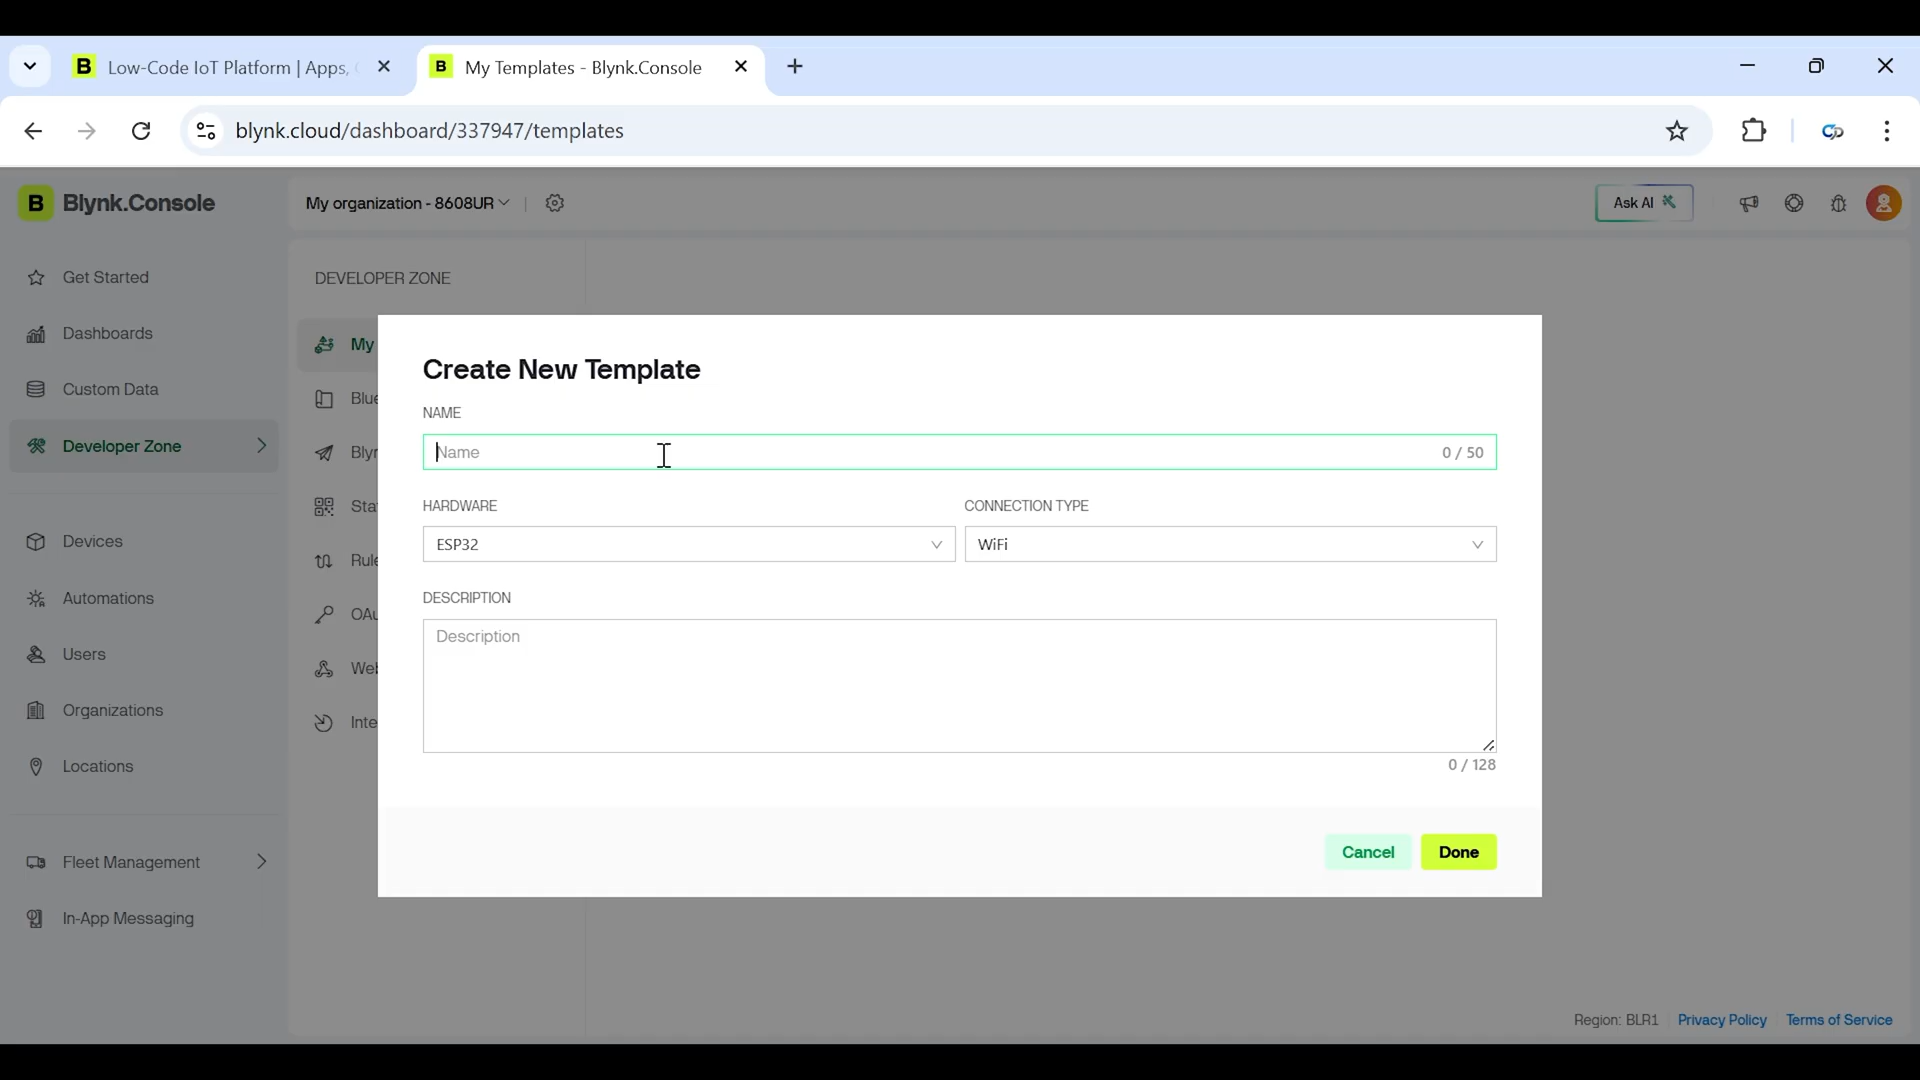 B Low-Code IoT Platform | Apps,
B My Templates - Blynk.Console
blynk.cloud/dashboard/337947/templates
B Blynk.Console
My organization - 8608UR
Ask AI
Get Started
Dashboards
Custom Data
Developer Zone
Devices
Automations
Users
Organizations
Locations
Fleet Management
In-App Messaging
DEVELOPER ZONE
My
Blue
Blyn
Stat
Rule
OAu
Web
Inte
Create New Template
NAME
Name
0 / 50
HARDWARE
CONNECTION TYPE
ESP32
WiFi
DESCRIPTION
Description
0 / 128
Cancel
Done
Region: BLR1 Privacy Policy Terms of Service